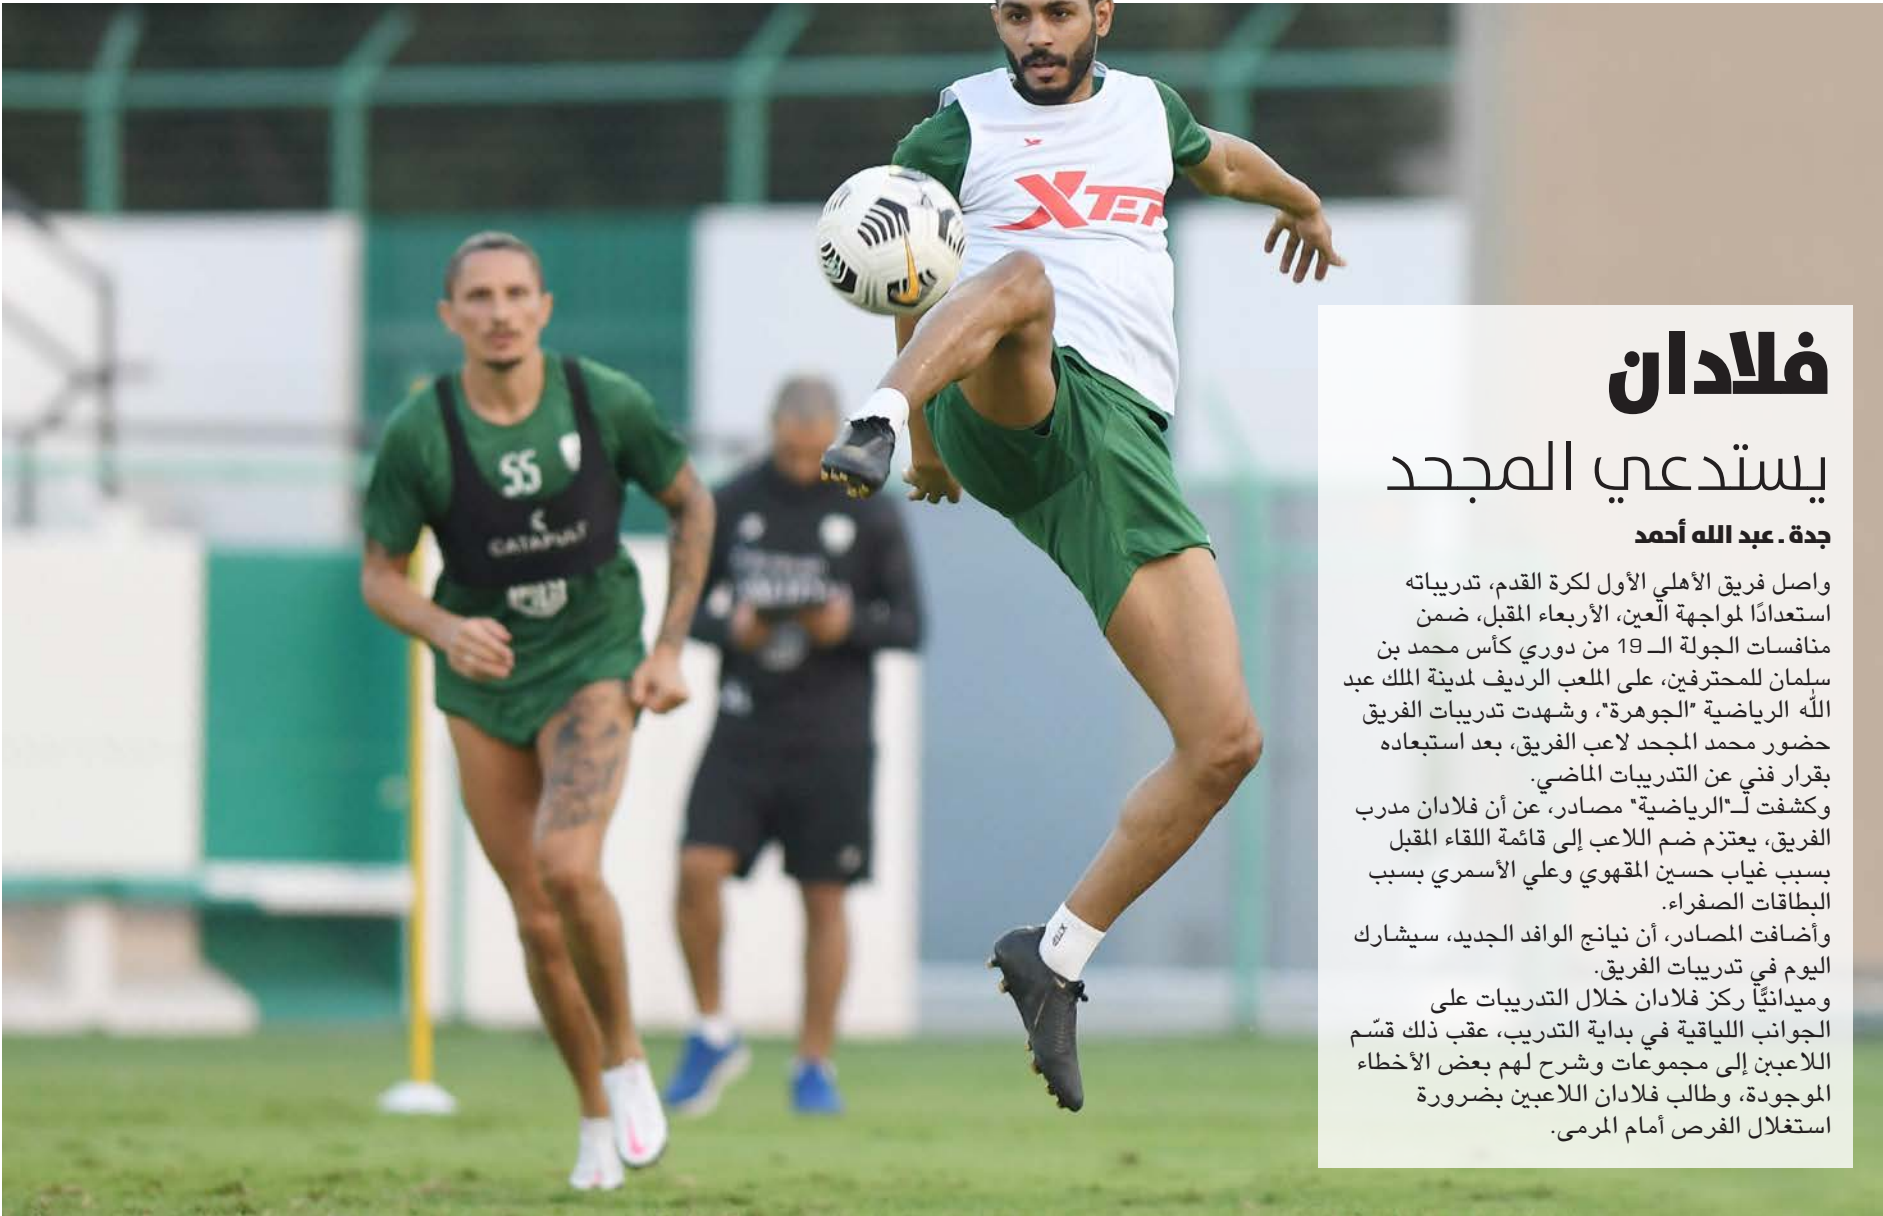 XTEP
SS
CATAPULT
فلادان
يستدعي المجحد
جدة ـ عبد الله أحمد
واصل فريق الأهلي الأول لكرة القدم، تدريباته
استعدادًا لمواجهة العين، الأربعاء المقبل، ضمن
منافسات الجولة الـ 19 من دوري كأس محمد بن
سلمان للمحترفين، على الملعب الرديف لمدينة الملك عبد
الله الرياضية "الجوهرة"، وشهدت تدريبات الفريق
حضور محمد المجحد لاعب الفريق، بعد استبعاده
بقرار فني عن التدريبات الماضي.
وكشفت لـ"الرياضية" مصادر، عن أن فلادان مدرب
الفريق، يعتزم ضم اللاعب إلى قائمة اللقاء المقبل
بسبب غياب حسين المقهوي وعلي الأسمري بسبب
البطاقات الصفراء.
وأضافت المصادر، أن نيانج الوافد الجديد، سيشارك
اليوم في تدريبات الفريق.
وميدانيًّا ركز فلادان خلال التدريبات على
الجوانب اللياقية في بداية التدريب، عقب ذلك قسّم
اللاعبين إلى مجموعات وشرح لهم بعض الأخطاء
الموجودة، وطالب فلادان اللاعبين بضرورة
استغلال الفرص أمام المرمى.